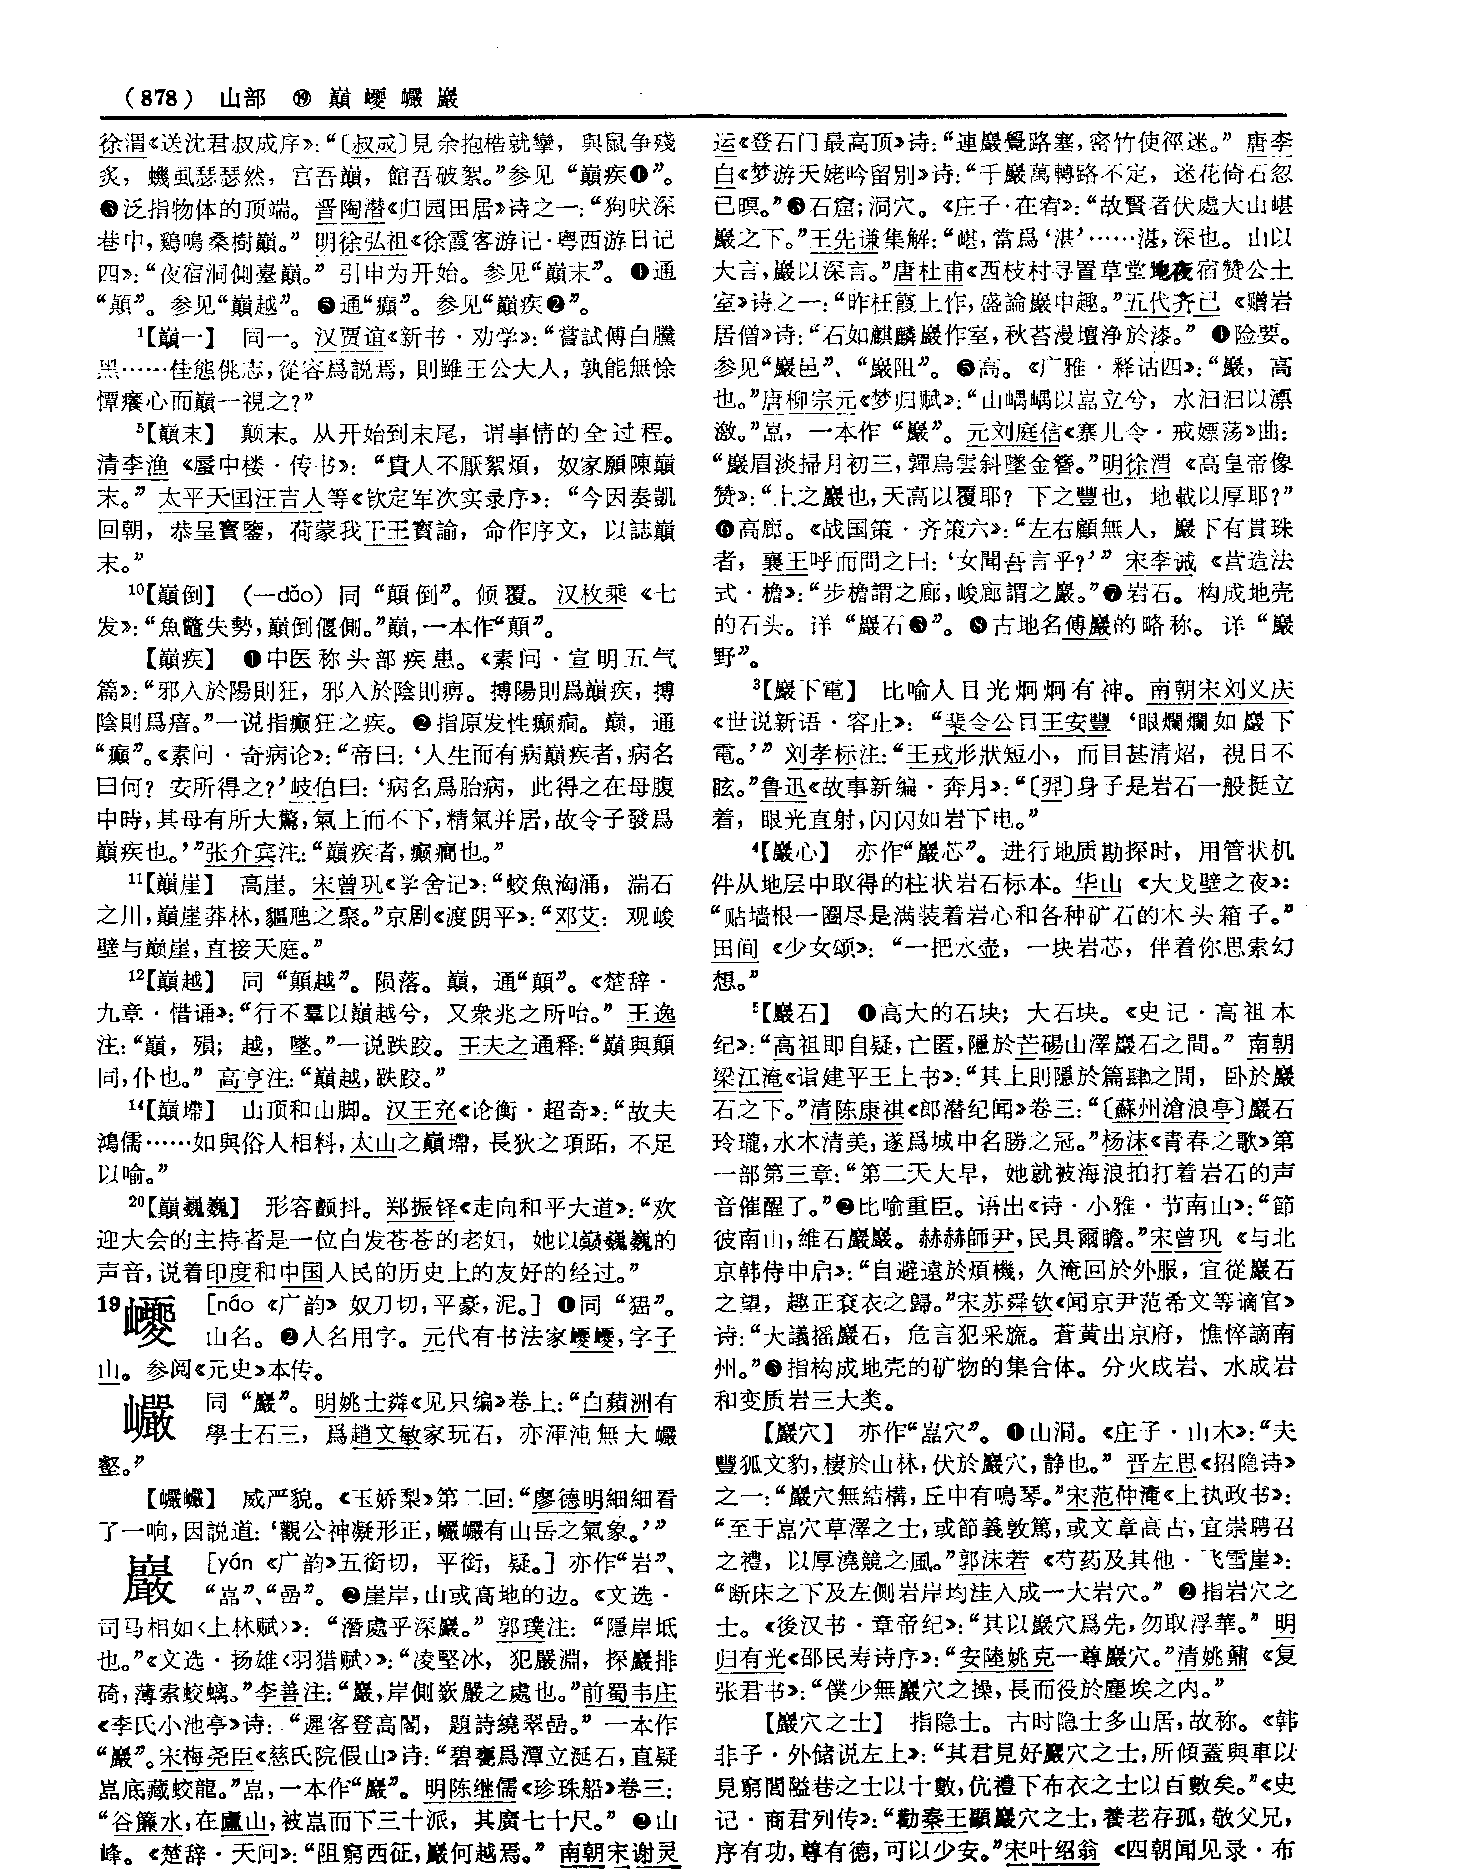 (878) 山部 ⑲ 巔巙巗巖
徐渭《送沈君叔成序》：“〔叔成〕見余抱梏就攣，與鼠争殘
炙，蟣虱瑟瑟然，宫吾巔，館吾破絮。”参见“巔疾❶”。
❸泛指物体的顶端。晋陶潜《归园田居》诗之一：“狗吠深
巷中，鷄鳴桑樹巔。”明徐弘祖《徐霞客游记·粤西游日记
四》：“夜宿洞側臺巔。”引申为开始。参见“巔末”。❹通
“顛”。参见“巔越”。❺通“癲”。参见“巔疾❷”。
¹【巔一】 同一。汉贾谊《新书·劝学》：“嘗試傅白黱
黑……佳態佻志，從容爲説焉，則雖王公大人，孰能無悇
憛癢心而巔一視之？”
⁵【巔末】 颠末。从开始到末尾，谓事情的全过程。
清李渔《蜃中楼·传书》：“貴人不厭絮煩，奴家願陳巔
末。”太平天囯汪吉人等《钦定军次实录序》：“今因奏凱
回朝，恭呈寳鑒，荷蒙我干王寳諭，命作序文，以誌巔
末。”
¹⁰【巔倒】 (一dǎo) 同“顛倒”。倾覆。汉枚乘《七
发》：“魚鼈失勢，巔倒偃側。”巔，一本作“顛”。
【巔疾】 ❶中医称头部疾患。《素问·宣明五气
篇》：“邪入於陽則狂，邪入於陰則痹。搏陽則爲巔疾，搏
陰則爲瘖。”一说指癫狂之疾。❷指原发性癫痫。巅，通
“癲”。《素问·奇病论》：“帝曰：‘人生而有病巔疾者，病名
曰何？安所得之？’岐伯曰：‘病名爲胎病，此得之在母腹
中時，其母有所大驚，氣上而不下，精氣并居，故令子發爲
巔疾也。’”张介宾注：“巔疾者，癲癇也。”
¹¹【巔崖】 高崖。宋曾巩《学舍记》：“蛟魚洶涌，湍石
之川，巔崖莽林，貙虺之聚。”京剧《渡阴平》：“邓艾：观峻
壁与巅崖，直接天庭。”
¹²【巔越】 同“顛越”。陨落。巔，通“顛”。《楚辞·
九章·惜诵》：“行不羣以巔越兮，又衆兆之所咍。”王逸
注：“巔，殞；越，墜。”一说跌跤。王夫之通释：“巔與顛
同，仆也。”高亨注：“巔越，跌跤。”
¹⁴【巔墆】 山顶和山脚。汉王充《论衡·超奇》：“故夫
鴻儒……如與俗人相料，太山之巔墆，長狄之項跖，不足
以喻。”
²⁰【巔巍巍】 形容颤抖。郑振铎《走向和平大道》：“欢
迎大会的主持者是一位白发苍苍的老妇，她以巅巍巍的
声音，说着印度和中国人民的历史上的友好的经过。”
19巙 [náo 《广韵》奴刀切，平豪，泥。] ❶同“峱”。
山名。❷人名用字。元代有书法家巙巙，字子
山。参阅《元史》本传。
巗 同“巖”。明姚士粦《见只编》卷上：“白蘋洲有
學士石三，爲趙文敏家玩石，亦渾沌無大巗
壑。”
【巗巗】 威严貌。《玉娇梨》第二回：“廖德明細細看
了一晌，因説道：‘觀公神凝形正，巗巗有山岳之氣象。’”
巖 [yán 《广韵》五銜切，平銜，疑。] 亦作“岩”、
“嵓”、“喦”。❷崖岸，山或高地的边。《文选·
司马相如〈上林赋〉》：“潛處乎深巖。”郭璞注：“隱岸坻
也。”《文选·扬雄〈羽猎赋〉》：“凌堅冰，犯嚴淵，探巖排
碕，薄索蛟螭。”李善注：“巖，岸側嶔巖之處也。”前蜀韦庄
《李氏小池亭》诗：“遲客登高閣，題詩繞翠喦。”一本作
“巖”。宋梅尧臣《慈氏院假山》诗：“碧甃爲潭立涎石，直疑
嵓底藏蛟龍。”嵓，一本作“巖”。明陈继儒《珍珠船》卷三：
“谷簾水，在廬山，被嵓而下三十派，其廣七十尺。”❷山
峰。《楚辞·天问》：“阻窮西征，巖何越焉。”南朝宋谢灵
运《登石门最高顶》诗：“連巖覺路塞，密竹使徑迷。”唐李
白《梦游天姥吟留别》诗：“千巖萬轉路不定，迷花倚石忽
已暝。”❸石窟；洞穴。《庄子·在宥》：“故賢者伏處大山嵁
巖之下。”王先谦集解：“嵁，當爲‘湛’……湛，深也。山以
大言，巖以深言。”唐杜甫《西枝村寻置草堂地夜宿赞公土
室》诗之一：“昨枉霞上作，盛論巖中趣。”五代齐己《赠岩
居僧》诗：“石如麒麟巖作室，秋苔漫壇净於漆。”❹险要。
参见“巖邑”、“巖阻”。❺高。《广雅·释诂四》：“巖，高
也。”唐柳宗元《梦归赋》：“山嵎嵎以嵓立兮，水汩汩以漂
激。”嵓，一本作“巖”。元刘庭信《寨儿令·戒嫖荡》曲：
“巖眉淡掃月初三，嚲烏雲斜墜金簪。”明徐渭《高皇帝像
赞》：“上之巖也，天高以覆耶？下之豐也，地載以厚耶？”
❻高廊。《战国策·齐策六》：“左右顧無人，巖下有貫珠
者，襄王呼而問之曰：‘女聞吾言乎？’”宋李诫《营造法
式·檐》：“步檐謂之廊，峻廊謂之巖。”❼岩石。构成地壳
的石头。详“巖石❸”。❽古地名傅巖的略称。详“巖
野”。
³【巖下電】 比喻人目光炯炯有神。南朝宋刘义庆
《世说新语·容止》：“裴令公目王安豐‘眼爛爛如巖下
電。’”刘孝标注：“王戎形狀短小，而目甚清炤，視日不
眩。”鲁迅《故事新编·奔月》：“〔羿〕身子是岩石一般挺立
着，眼光直射，闪闪如岩下电。”
⁴【巖心】 亦作“巖芯”。进行地质勘探时，用管状机
件从地层中取得的柱状岩石标本。华山《大戈壁之夜》：
“贴墙根一圈尽是满装着岩心和各种矿石的木头箱子。”
田间《少女颂》：“一把水壶，一块岩芯，伴着你思索幻
想。”
⁵【巖石】 ❶高大的石块；大石块。《史记·高祖本
纪》：“高祖即自疑，亡匿，隱於芒碭山澤巖石之間。”南朝
梁江淹《诣建平王上书》：“其上則隱於篇肆之間，卧於巖
石之下。”清陈康祺《郎潜纪闻》卷三：“〔蘇州滄浪亭〕巖石
玲瓏，水木清美，遂爲城中名勝之冠。”杨沫《青春之歌》第
一部第三章：“第二天大早，她就被海浪拍打着岩石的声
音催醒了。”❷比喻重臣。语出《诗·小雅·节南山》：“節
彼南山，維石巖巖。赫赫師尹，民具爾瞻。”宋曾巩《与北
京韩侍中启》：“自避遠於煩機，久淹回於外服，宜從巖石
之望，趣正衮衣之歸。”宋苏舜钦《闻京尹范希文等谪官》
诗：“大議摇巖石，危言犯采旒。蒼黄出京府，憔悴謫南
州。”❸指构成地壳的矿物的集合体。分火成岩、水成岩
和变质岩三大类。
【巖穴】 亦作“嵓穴”。❶山洞。《庄子·山木》：“夫
豐狐文豹，棲於山林，伏於巖穴，静也。”晋左思《招隐诗》
之一：“巖穴無結構，丘中有鳴琴。”宋范仲淹《上执政书》：
“至于嵓穴草澤之士，或節義敦篤，或文章高古，宜崇聘召
之禮，以厚澆競之風。”郭沫若《芍药及其他·飞雪崖》：
“断床之下及左側岩岸均洼入成一大岩穴。”❷指岩穴之
士。《後汉书·章帝纪》：“其以巖穴爲先，勿取浮華。”明
归有光《邵民寿诗序》：“安陸姚克一尊巖穴。”清姚鼐《复
张君书》：“僕少無巖穴之操，長而役於塵埃之内。”
【巖穴之士】 指隐士。古时隐士多山居，故称。《韩
非子·外储说左上》：“其君見好巖穴之士，所傾蓋與車以
見窮閭隘巷之士以十數，伉禮下布衣之士以百數矣。”《史
记·商君列传》：“勸秦王顯巖穴之士，養老存孤，敬父兄，
序有功，尊有德，可以少安。”宋叶绍翁《四朝闻见录·布